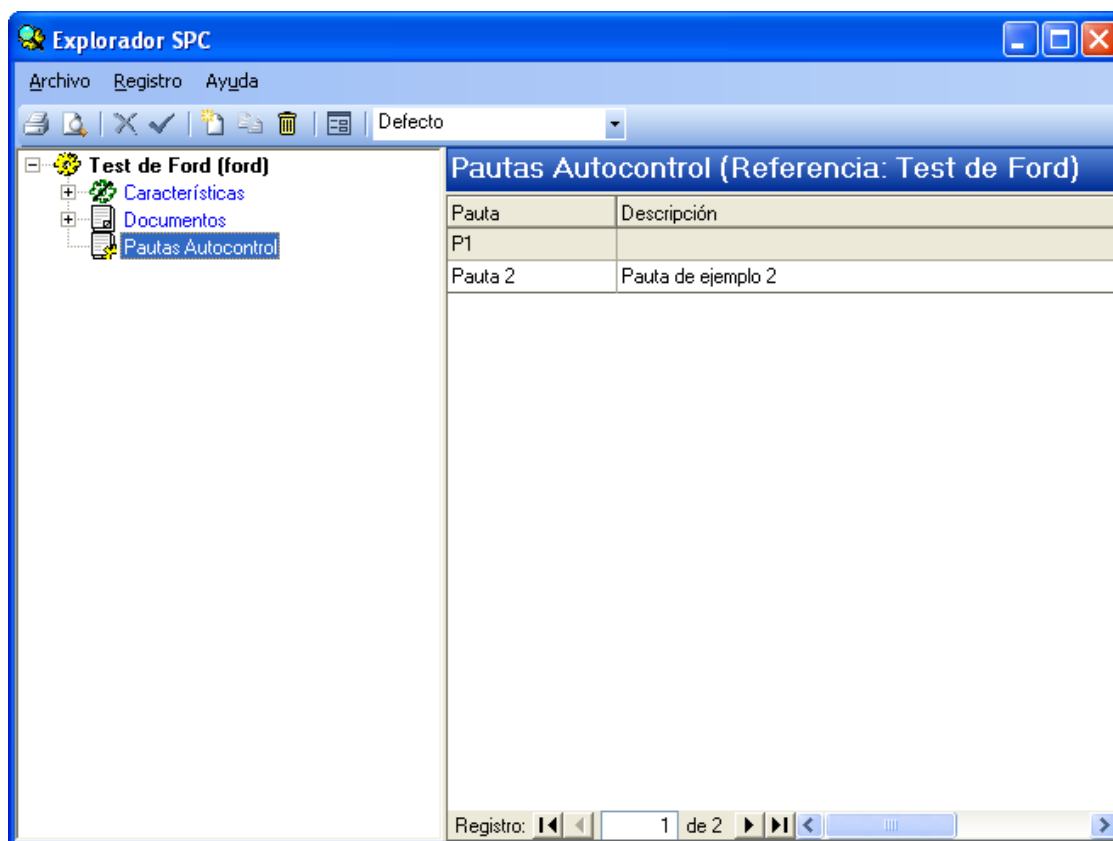 Explorador SPC
Archivo Registro Ayuda
Defecto
Test de Ford (ford)
Características
Documentos
Pautas Autocontrol
Pautas Autocontrol (Referencia: Test de Ford)
Pauta Descripción
P1
Pauta 2 Pauta de ejemplo 2
Registro: 1 de 2